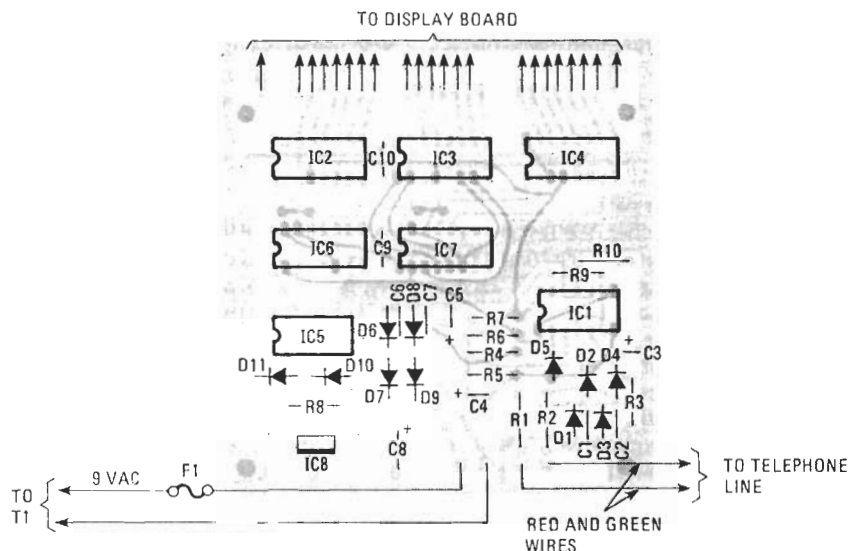 TO DISPLAY BOARD
IC2
C10
IC3
IC4
IC6
C9
IC7
R10
R9
IC1
IC5
D6
C6
D8
C7
C5
R7
R6
R4
R5
D5
D2
D4
C3
D11
D10
D7
D9
C4
R8
R1
R2
D1
C1
D3
C2
R3
IC8
C8
9 VAC
F1
TO
T1
TO TELEPHONE
LINE
RED AND GREEN
WIRES